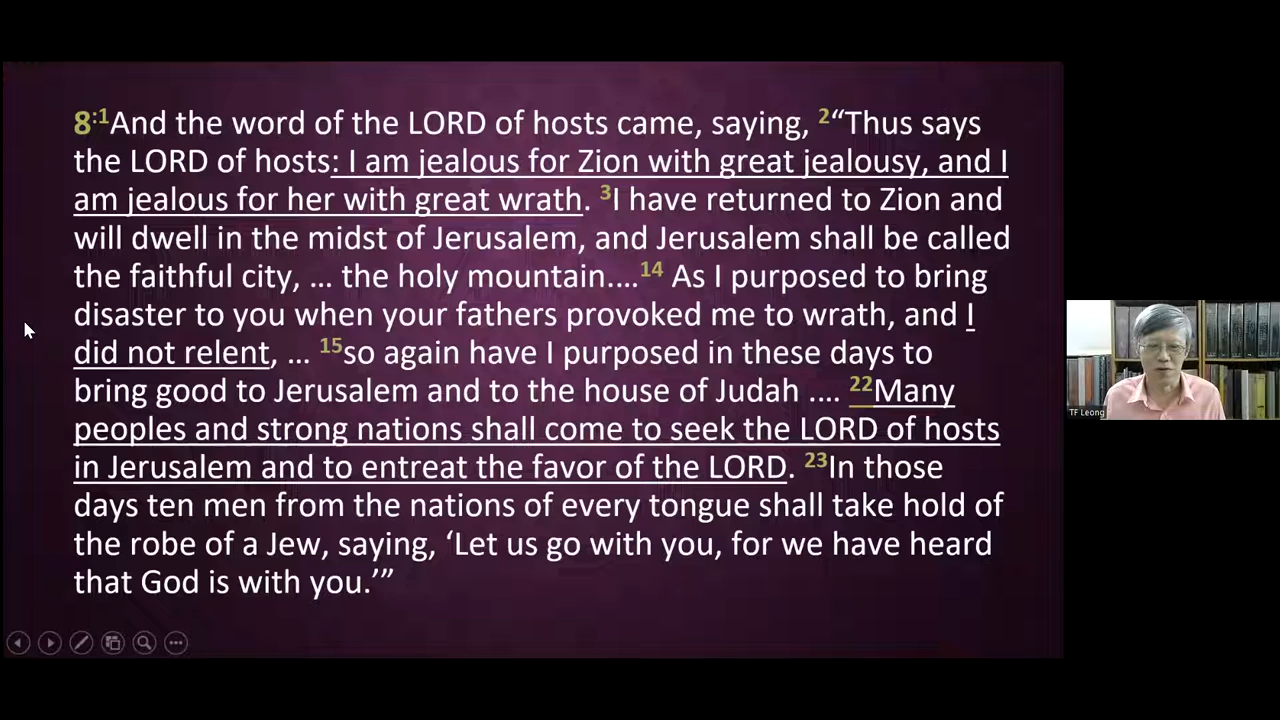 8:1And the word of the LORD of hosts came, saying, 2“Thus says
the LORD of hosts: I am jealous for Zion with great jealousy, and I
am jealous for her with great wrath. 3I have returned to Zion and
will dwell in the midst of Jerusalem, and Jerusalem shall be called
the faithful city, … the holy mountain.…14 As I purposed to bring
disaster to you when your fathers provoked me to wrath, and I
did not relent, … 15so again have I purposed in these days to
bring good to Jerusalem and to the house of Judah …. 22Many
peoples and strong nations shall come to seek the LORD of hosts
in Jerusalem and to entreat the favor of the LORD. 23In those
days ten men from the nations of every tongue shall take hold of
the robe of a Jew, saying, ‘Let us go with you, for we have heard
that God is with you.’”
TF Leong